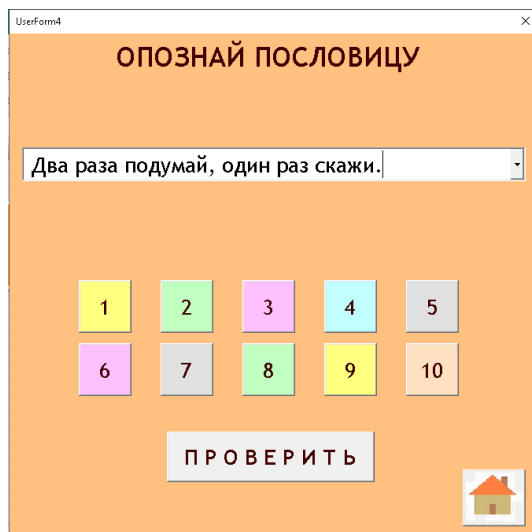 UserForm4
ОПОЗНАЙ ПОСЛОВИЦУ
Два раза подумай, один раз скажи.
1 2 3 4 5
6 7 8 9 10
ПРОВЕРИТЬ